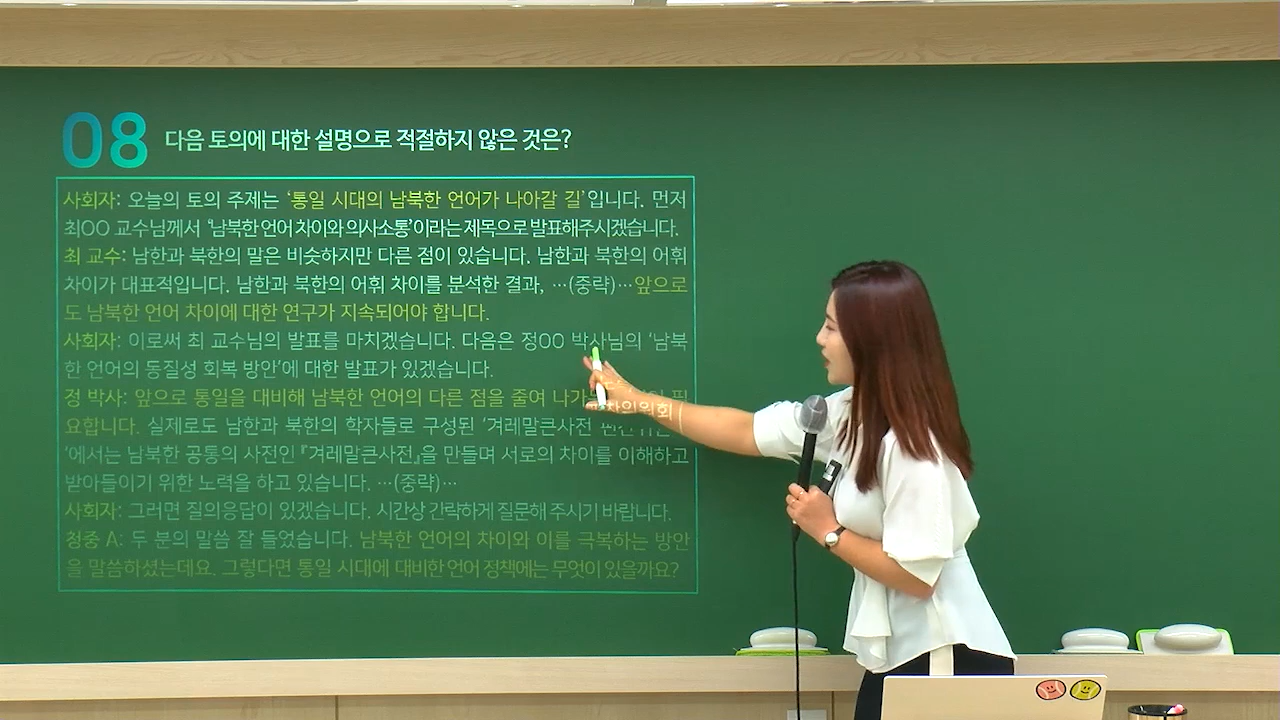 08 다음 토의에 대한 설명으로 적절하지 않은 것은?
사회자: 오늘의 토의 주제는 ‘통일 시대의 남북한 언어가 나아갈 길’입니다. 먼저
최○○ 교수님께서 ‘남북한 언어 차이와 의사소통’이라는 제목으로 발표해주시겠습니다.
최 교수: 남한과 북한의 말은 비슷하지만 다른 점이 있습니다. 남한과 북한의 어휘
차이가 대표적입니다. 남한과 북한의 어휘 차이를 분석한 결과, …(중략)…앞으로
도 남북한 언어 차이에 대한 연구가 지속되어야 합니다.
사회자: 이로써 최 교수님의 발표를 마치겠습니다. 다음은 정○○ 박사님의 ‘남북
한 언어의 동질성 회복 방안’에 대한 발표가 있겠습니다.
정 박사: 앞으로 통일을 대비해 남북한 언어의 다른 점을 줄여 필
요합니다. 실제로도 남한과 북한의 학자들로 구성된 ‘겨레말큰사전
’에서는 남북한 공통의 사전인 『겨레말큰사전』을 만들며 서로의 차이를 이해하고
받아들이기 위한 노력을 하고 있습니다. …(중략)…
사회자: 그러면 질의응답이 있겠습니다. 시간상 간략하게 질문해 주시기 바랍니다.
청중 A: 두 분의 말씀 잘 들었습니다. 남북한 언어의 차이와 이를 극복하는 방안
을 말씀하셨는데요. 그렇다면 통일 시대에 대비한 언어 정책에는 무엇이 있을까요?